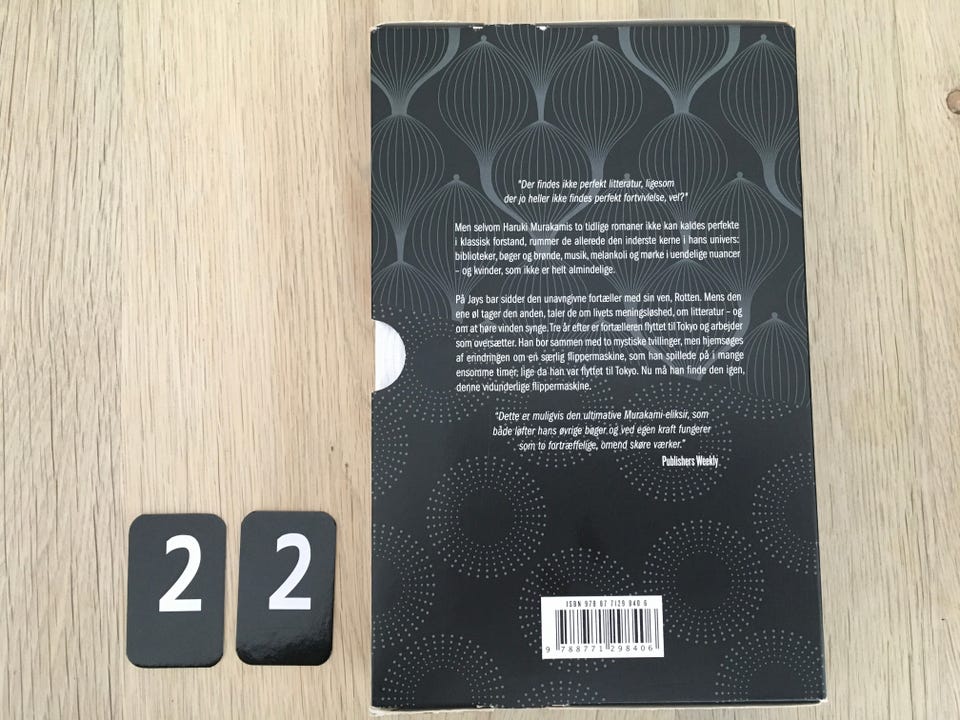 "Der findes ikke perfekt litteratur, ligesom
der jo heller ikke findes perfekt fortvivlelse, vel?"
Men selvom Haruki Murakamis to tidlige romaner ikke kan kaldes perfekte
i klassisk forstand, rummer de allerede den inderste kerne i hans univers:
biblioteker, bøger og brønde, musik, melankoli og mørke i uendelige nuancer
– og kvinder, som ikke er helt almindelige.
På Jays bar sidder den unavngivne fortæller med sin ven, Rotten. Mens den
ene øl tager den anden, taler de om livets meningsløshed, om litteratur – og
om at høre vinden synge. Tre år efter er fortælleren flyttet til Tokyo og arbejder
som oversætter. Han bor sammen med to mystiske tvillinger, men hjemsøges
af erindringen om en særlig flippermaskine, som han spillede på i mange
ensomme timer, lige da han var flyttet til Tokyo. Nu må han finde den igen,
denne vidunderlige flippermaskine.
"Dette er muligvis den ultimative Murakami-eliksir, som
både løfter hans øvrige bøger og ved egen kraft fungerer
som to fortræffelige, omend skøre værker."
Publishers Weekly
ISBN 978 87 7129 840 6
9 788771 298406
2 2